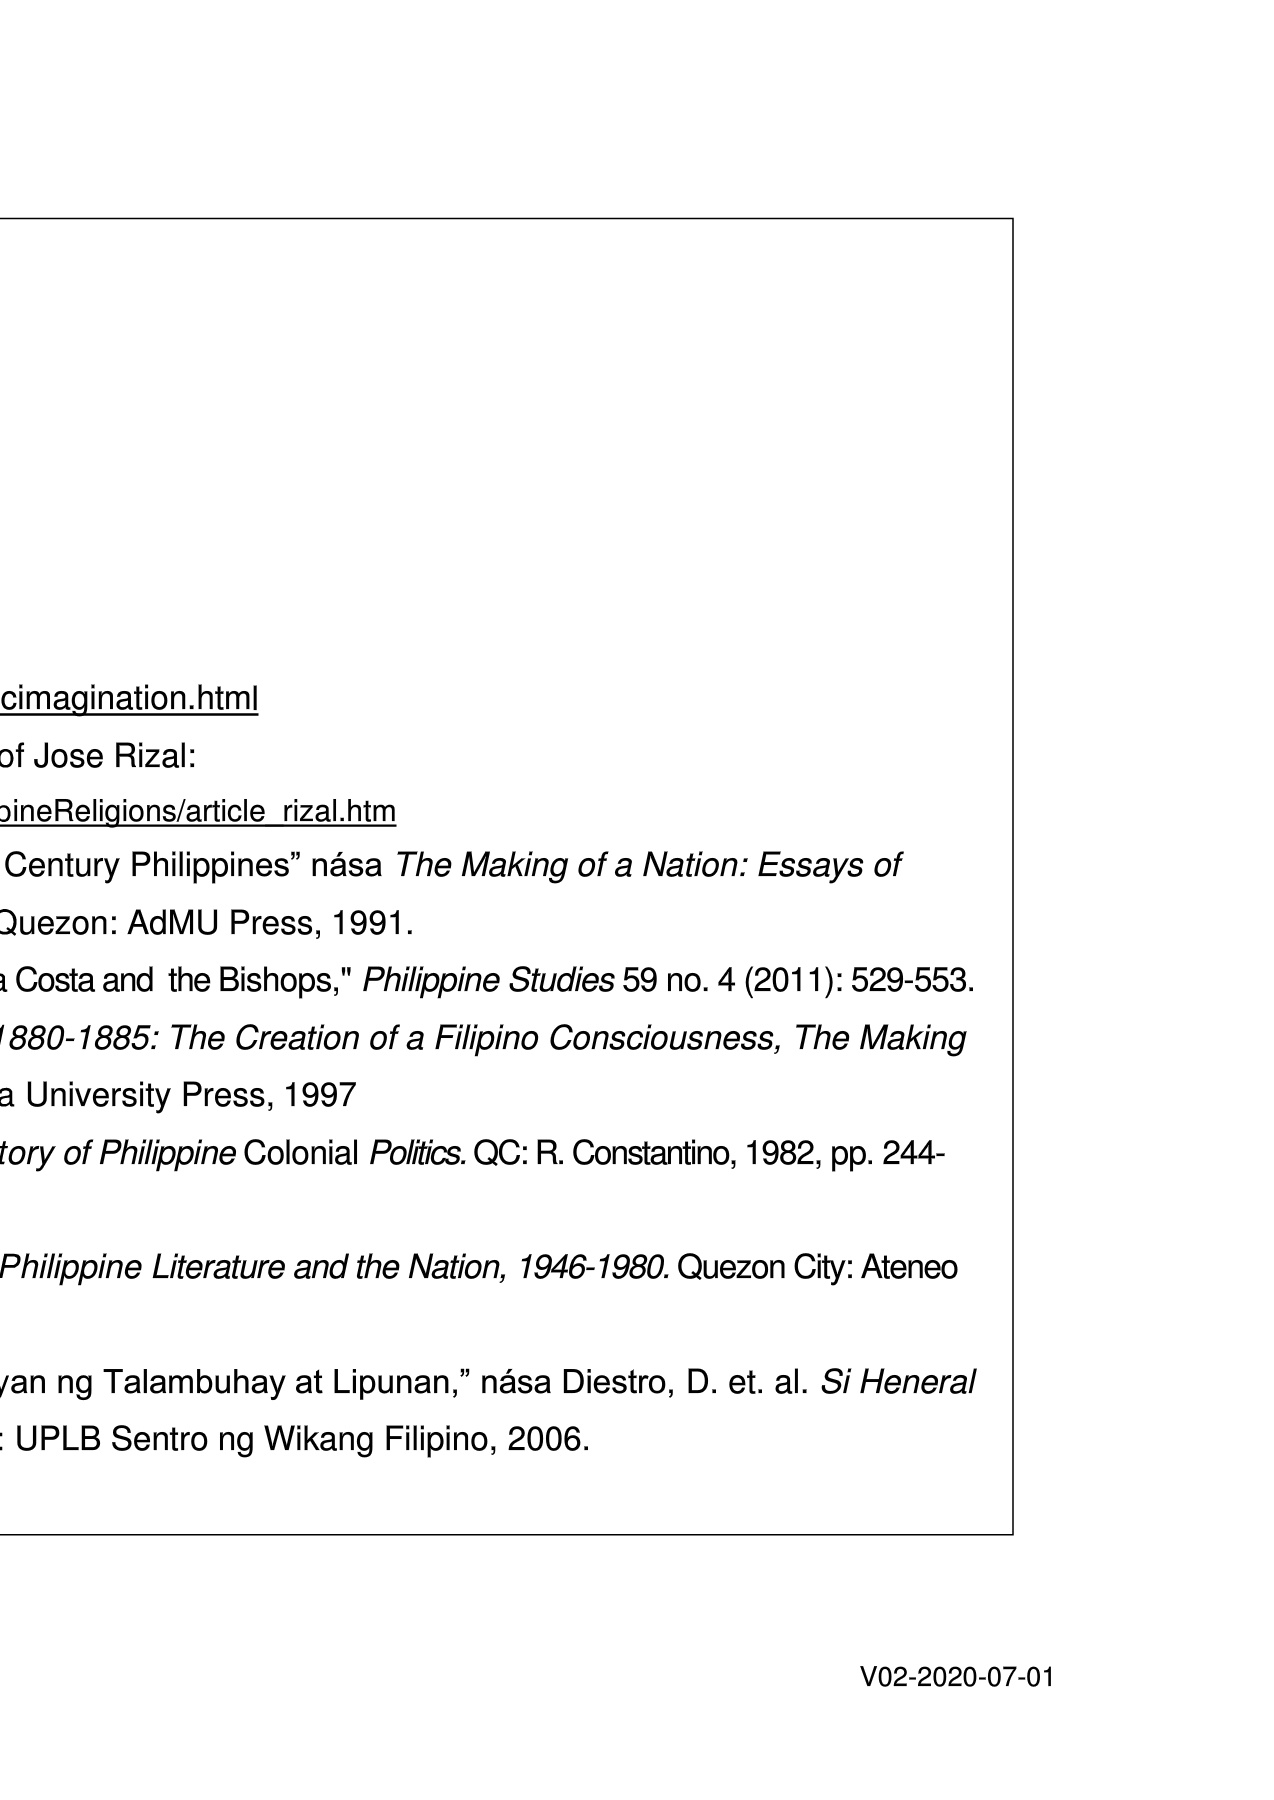 cimagination.html
of Jose Rizal:
pineReligions/article_rizal.htm
Century Philippines” nása The Making of a Nation: Essays of
Quezon: AdMU Press, 1991.
a Costa and the Bishops," Philippine Studies 59 no. 4 (2011): 529-553.
1880-1885: The Creation of a Filipino Consciousness, The Making
a University Press, 1997
tory of Philippine Colonial Politics. QC: R. Constantino, 1982, pp. 244-
Philippine Literature and the Nation, 1946-1980. Quezon City: Ateneo
yan ng Talambuhay at Lipunan,” nása Diestro, D. et. al. Si Heneral
: UPLB Sentro ng Wikang Filipino, 2006.
V02-2020-07-01